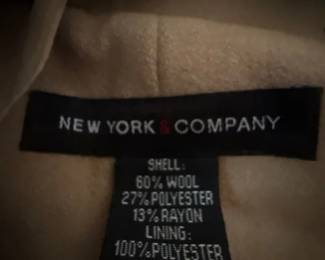 NEW YORK & COMPANY
SHELL:
60% WOOL
27% POLYESTER
13% RAYON
LINING:
100% POLYESTER